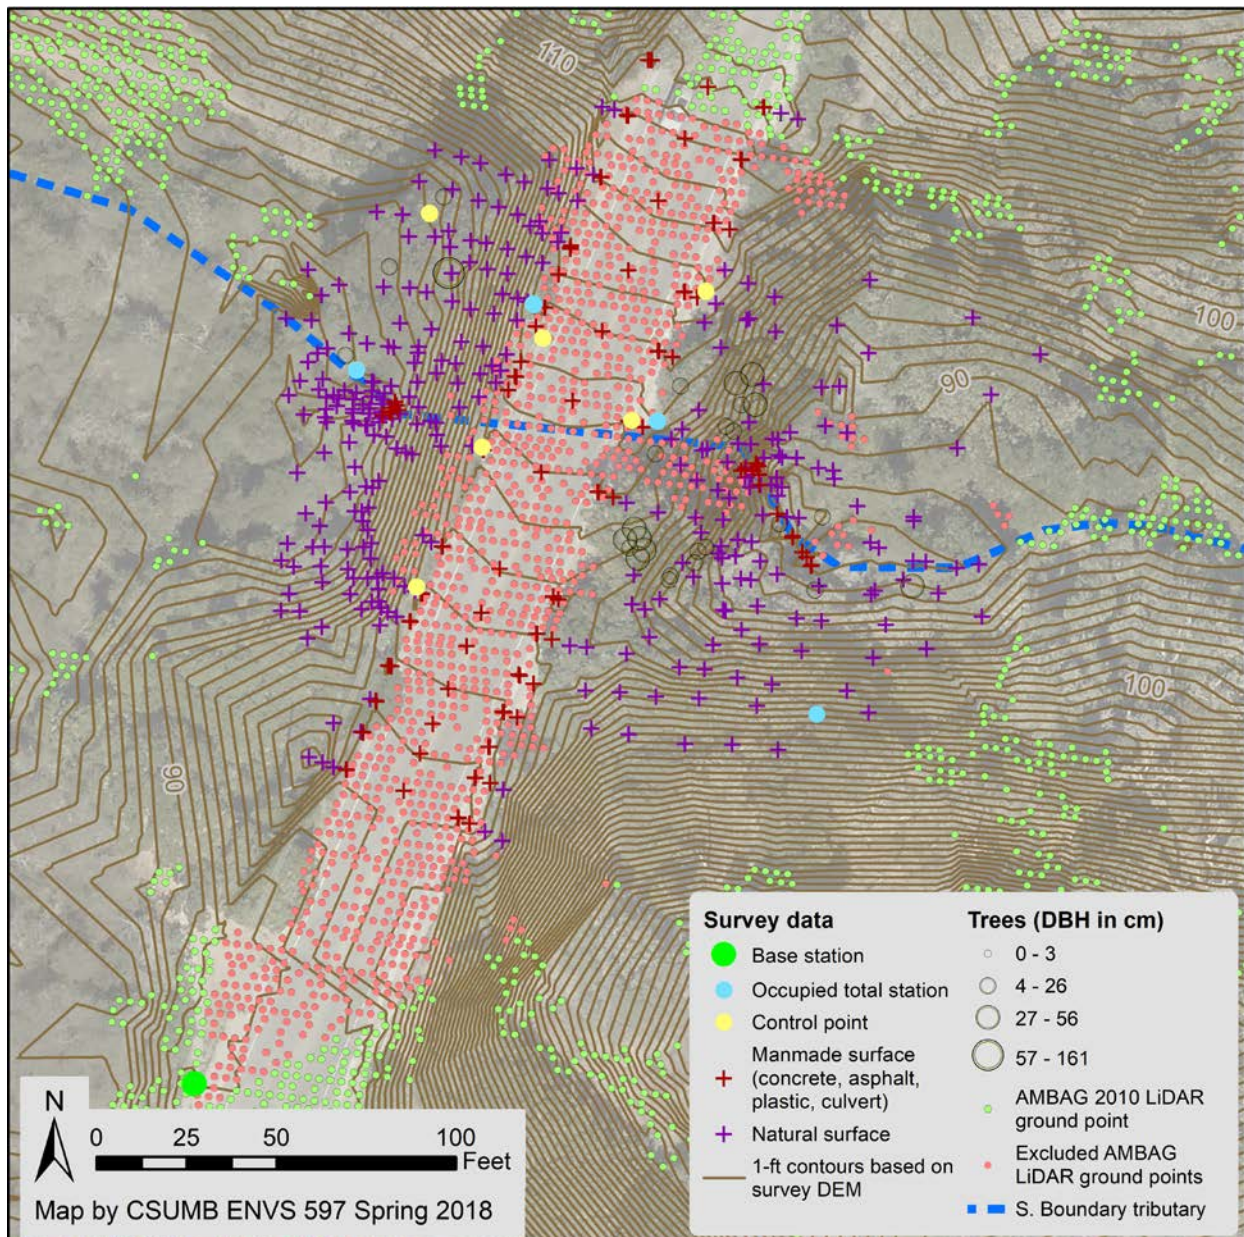 110
100
90
100
90
Survey data
Base station
Occupied total station
Control point
Manmade surface
(concrete, asphalt,
plastic, culvert)
Natural surface
1-ft contours based on
survey DEM
Trees (DBH in cm)
0 - 3
4 - 26
27 - 56
57 - 161
AMBAG 2010 LiDAR
ground point
Excluded AMBAG
LiDAR ground points
S. Boundary tributary
N
0 25 50 100
Feet
Map by CSUMB ENVS 597 Spring 2018